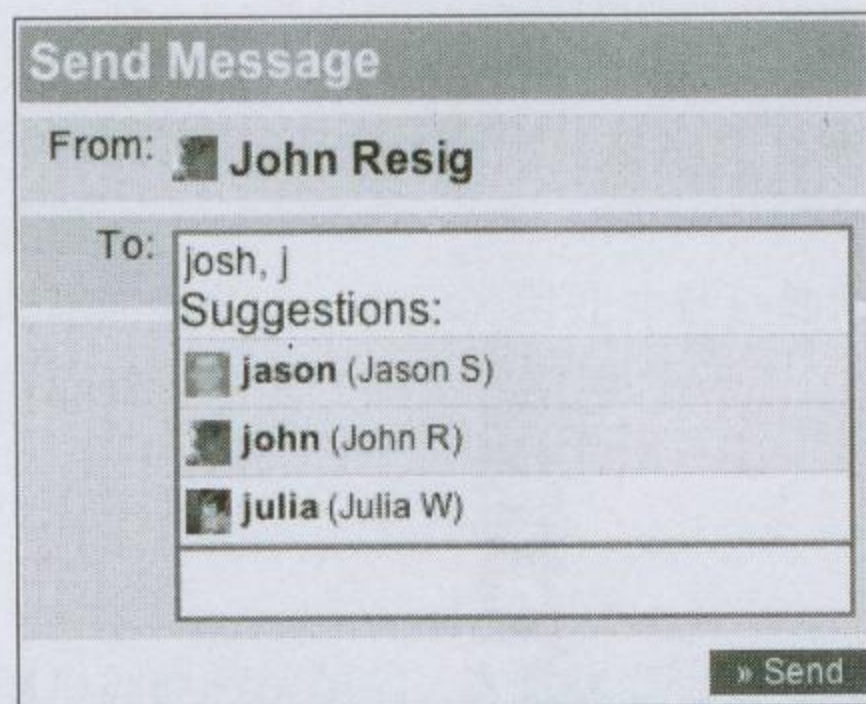 Send Message
From: John Resig
To: josh, j
Suggestions:
jason (Jason S)
john (John R)
julia (Julia W)
» Send